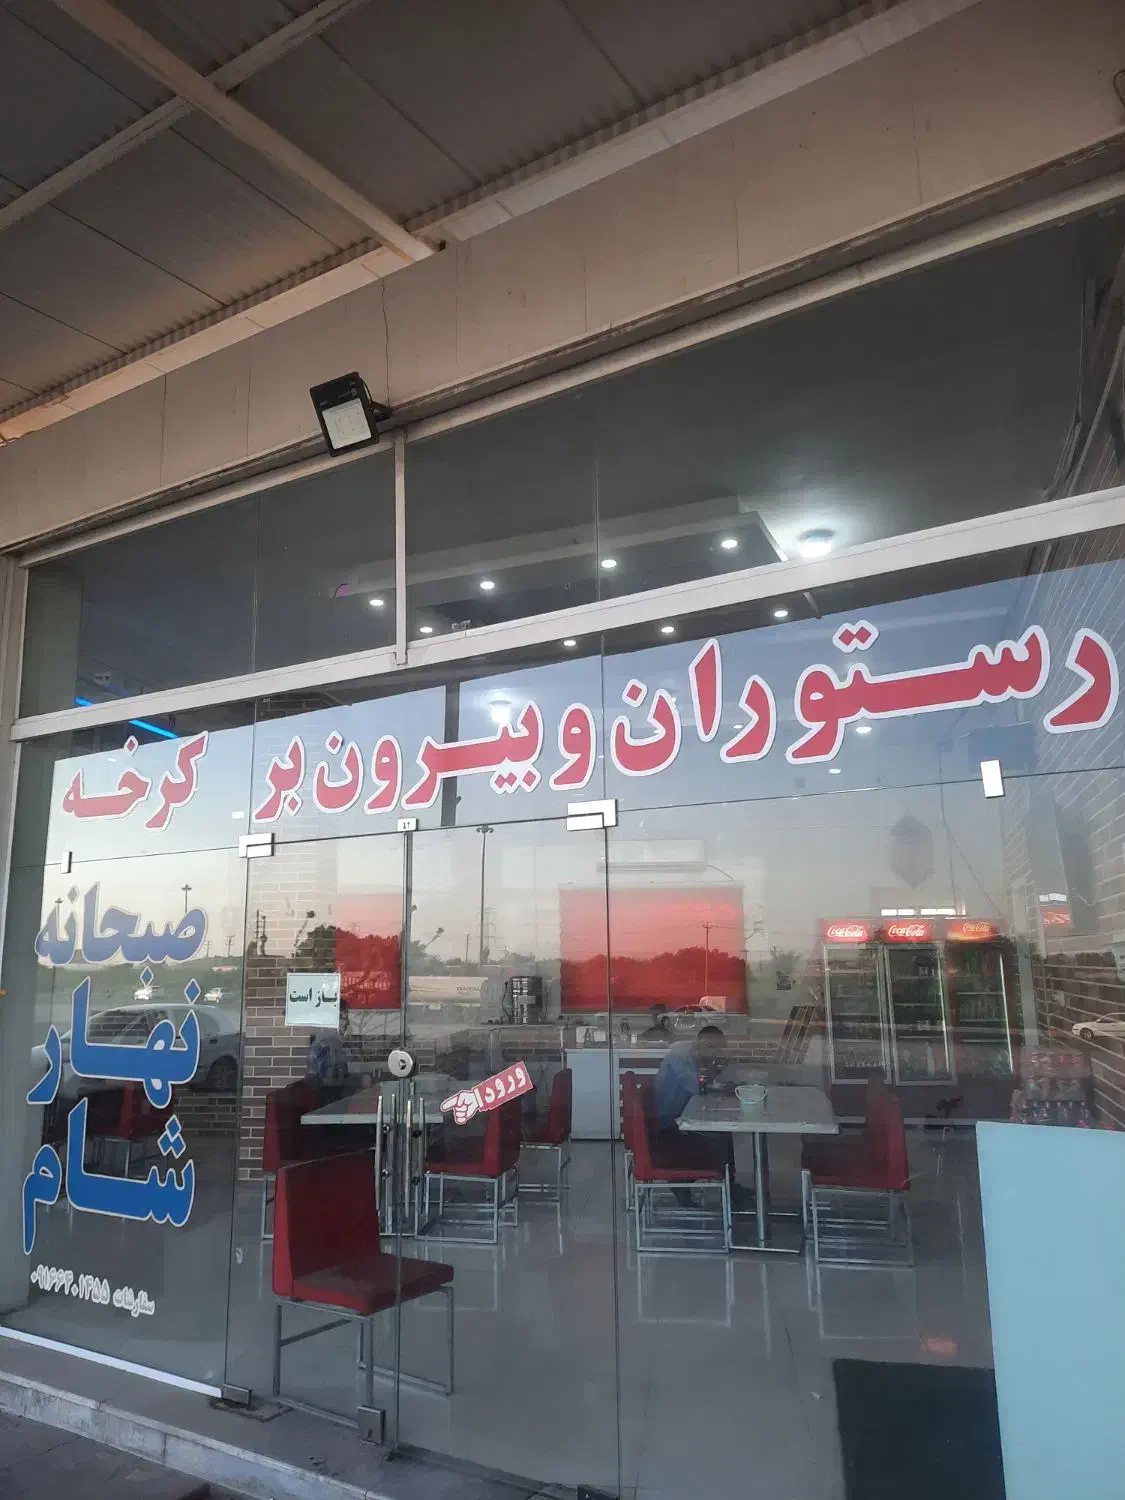 رستوران و بیرون بر کرخه
صبحانه
نهار
شام
سفارشات ۰۹۱۶۶۴۰۱۴۵۵
باز است
ورود
Coca-Cola
Coca-Cola
Coca-Cola